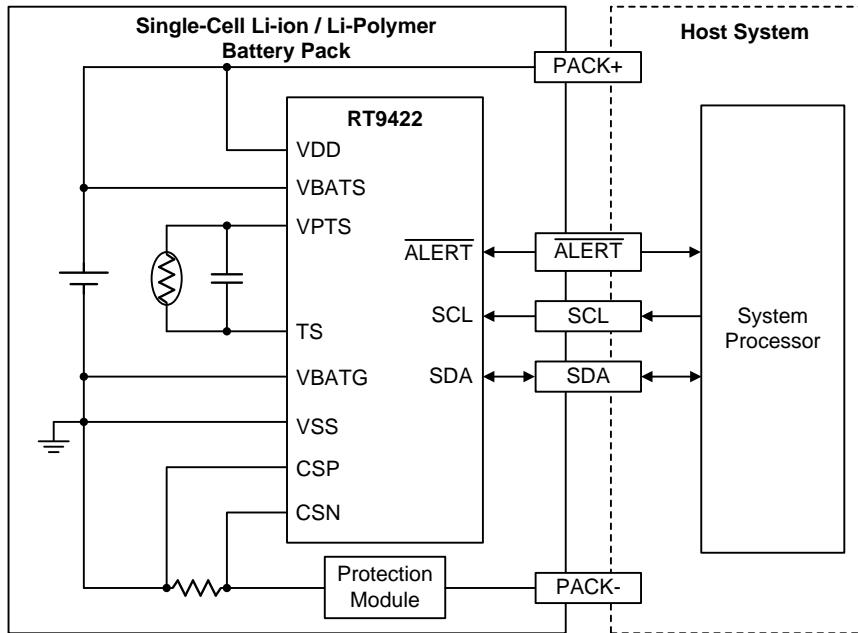 Single-Cell Li-ion / Li-Polymer
Battery Pack
Host System
PACK+
RT9422
VDD
VBATS
VPTS
ALERT
ALERT
SCL
SCL
System
Processor
TS
VBATG
SDA
SDA
VSS
CSP
CSN
Protection
Module
PACK-